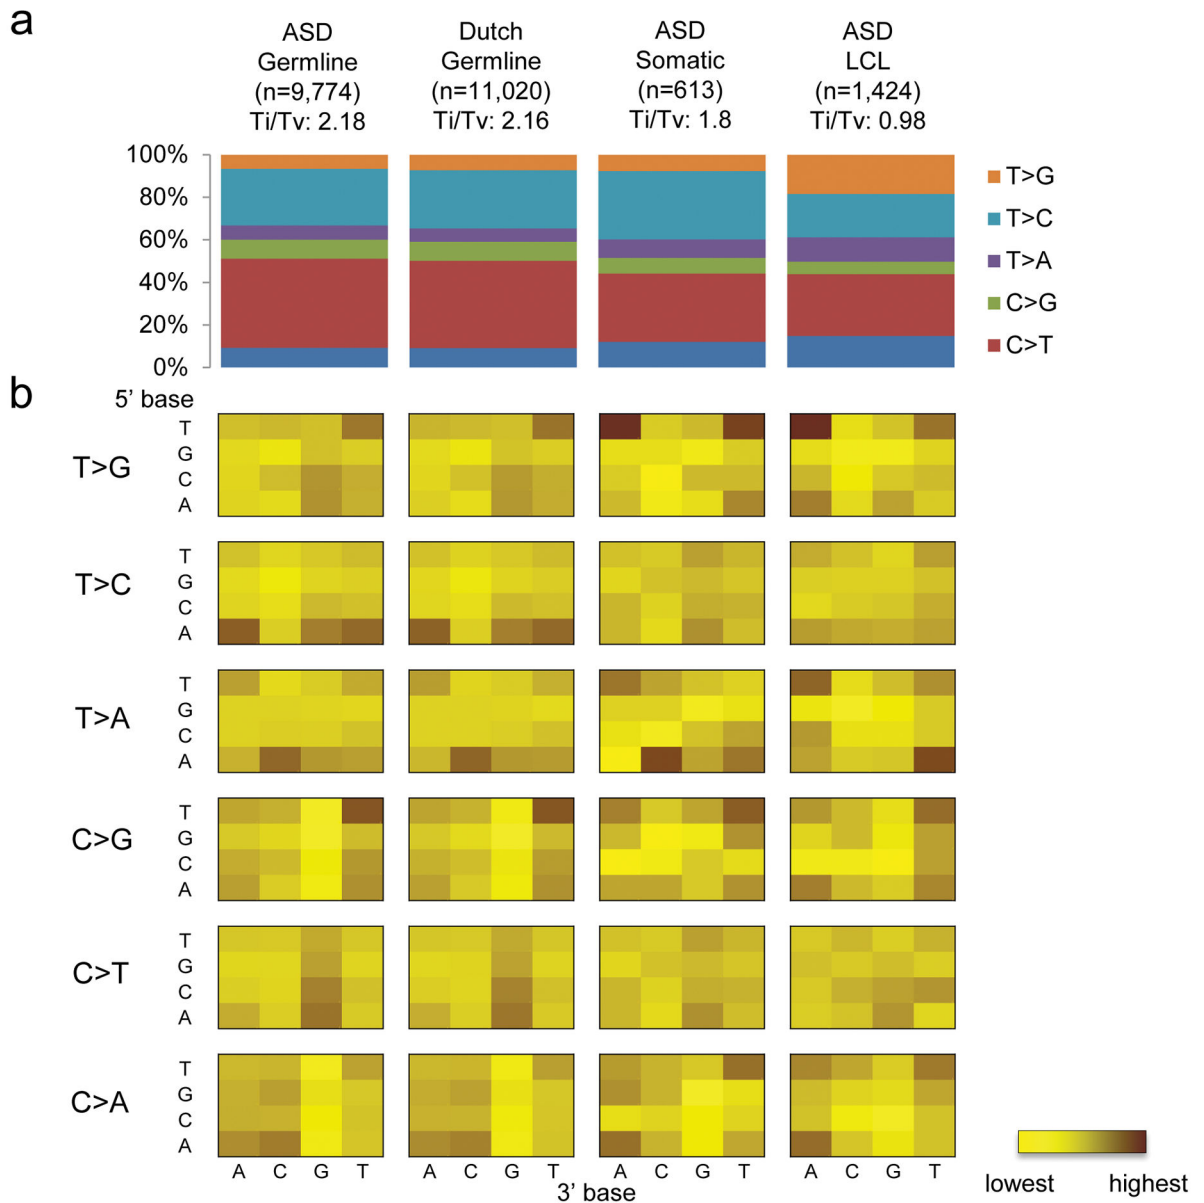 a
ASD Germline (n=9,774) Ti/Tv: 2.18
Dutch Germline (n=11,020) Ti/Tv: 2.16
ASD Somatic (n=613) Ti/Tv: 1.8
ASD LCL (n=1,424) Ti/Tv: 0.98
100%
80%
60%
40%
20%
0%
T>G
T>C
T>A
C>G
C>T
b
5' base
T>G
T
G
C
A
T>C
T
G
C
A
T>A
T
G
C
A
C>G
T
G
C
A
C>T
T
G
C
A
C>A
T
G
C
A
A C G T
A C G T
A C G T
A C G T
3' base
lowest highest